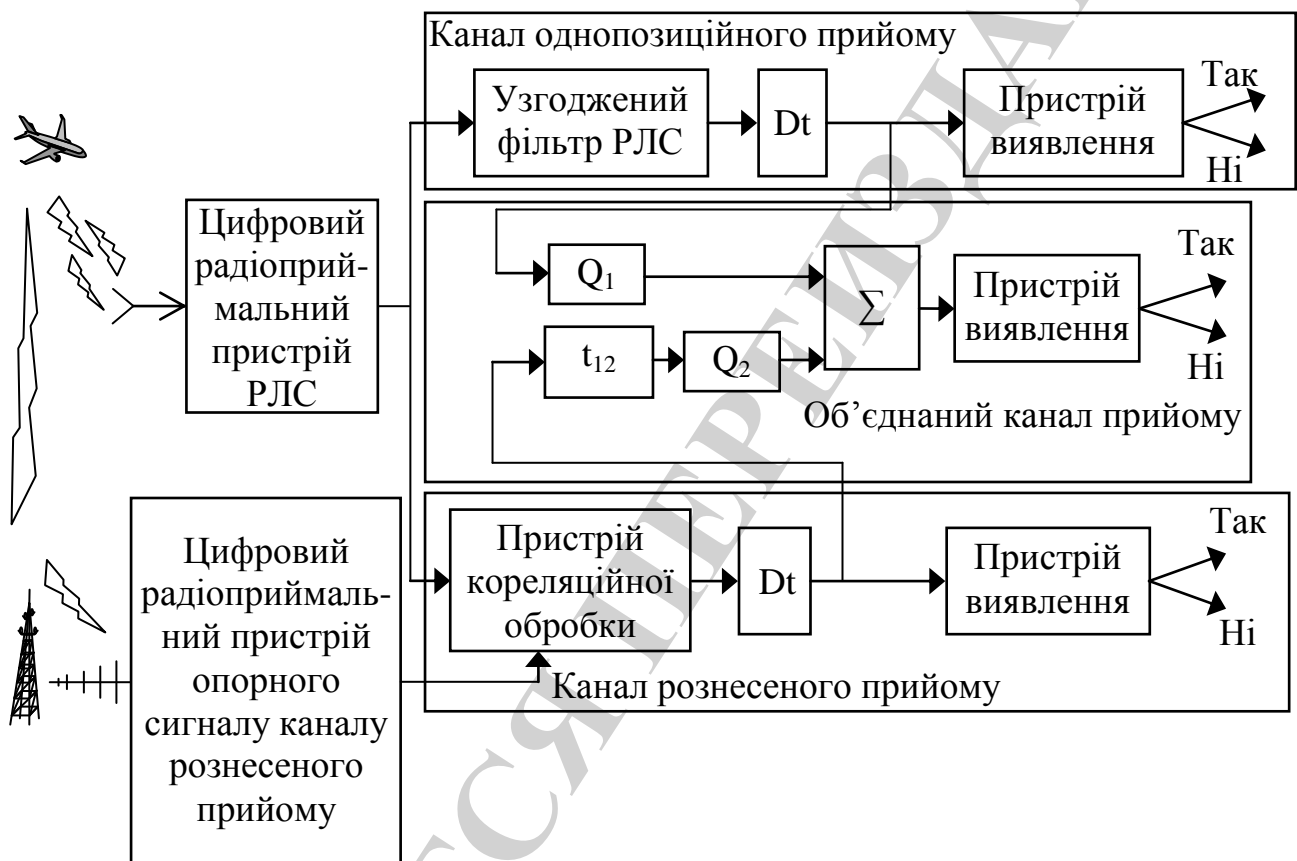 Канал однопозиційного прийому
Узгоджений
фільтр РЛС
Dt
Пристрій
виявлення
Так
Ні
Цифровий
радіоприй-
мальний
пристрій
РЛС
Q₁
t₁₂
Q₂
Σ
Пристрій
виявлення
Так
Ні
Об’єднаний канал прийому
Цифровий
радіоприймаль-
ний пристрій
опорного
сигналу каналу
рознесеного
прийому
Пристрій
кореляційної
обробки
Dt
Пристрій
виявлення
Так
Ні
Канал рознесеного прийому
СЯ ПЕРЕИЗДА